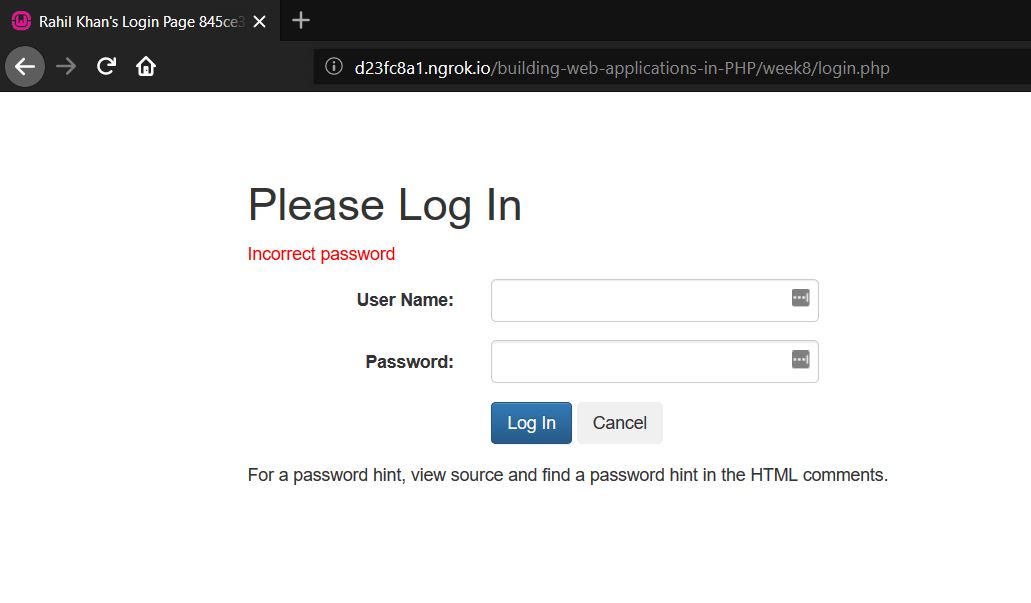 Rahil Khan's Login Page 845ce3
d23fc8a1.ngrok.io/building-web-applications-in-PHP/week8/login.php
Please Log In
Incorrect password
User Name:
Password:
Log In Cancel
For a password hint, view source and find a password hint in the HTML comments.